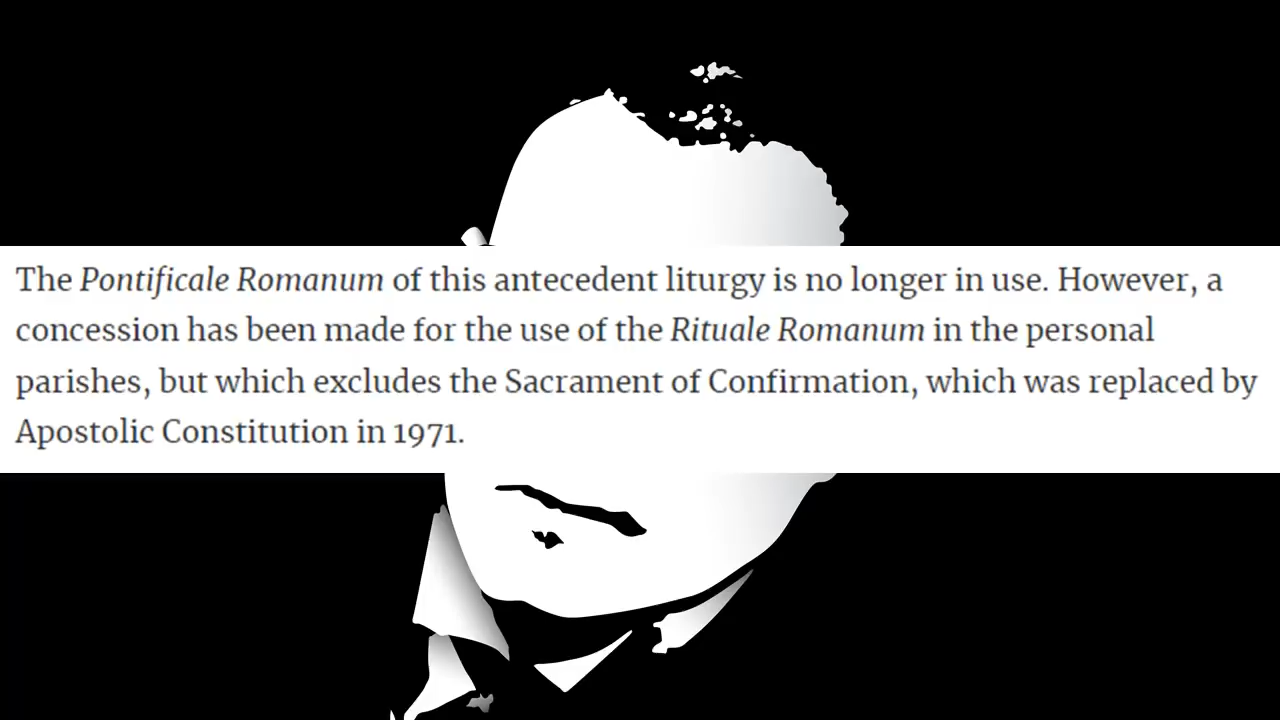 The Pontificale Romanum of this antecedent liturgy is no longer in use. However, a
concession has been made for the use of the Rituale Romanum in the personal
parishes, but which excludes the Sacrament of Confirmation, which was replaced by
Apostolic Constitution in 1971.